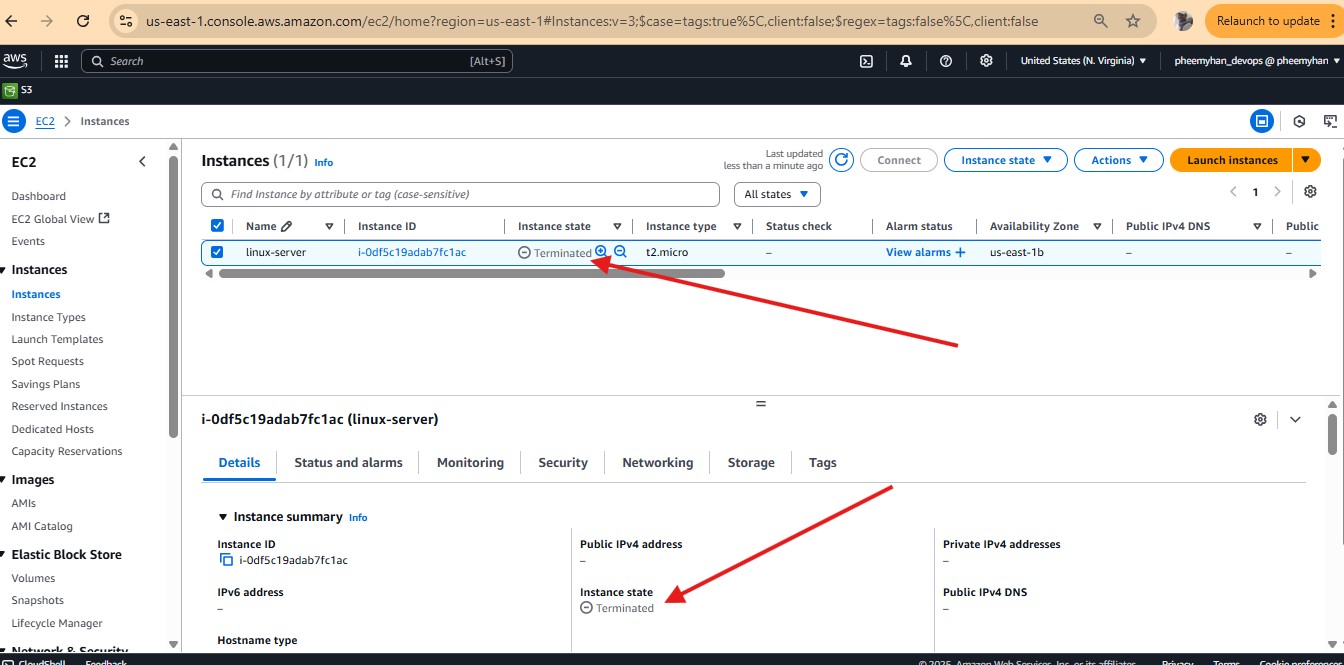 us-east-1.console.aws.amazon.com/ec2/home?region=us-east-1#Instances:v=3;$case=tags:true%5C,client:false;$regex=tags:false%5C,client:false
Relaunch to update
aws
Search [Alt+S]
United States (N. Virginia)
pheemyhan_devops @ pheemyhan
S3
EC2
Instances
EC2
Dashboard
EC2 Global View
Events
Instances
Instances
Instance Types
Launch Templates
Spot Requests
Savings Plans
Reserved Instances
Dedicated Hosts
Capacity Reservations
Images
AMIs
AMI Catalog
Elastic Block Store
Volumes
Snapshots
Lifecycle Manager
Network & Security
Instances (1/1) Info
Last updated
less than a minute ago
Connect
Instance state
Actions
Launch instances
Find Instance by attribute or tag (case-sensitive)
All states
1
Name Instance ID Instance state Instance type Status check Alarm status Availability Zone Public IPv4 DNS Public
linux-server i-0df5c19adab7fc1ac Terminated t2.micro – View alarms + us-east-1b – –
i-0df5c19adab7fc1ac (linux-server)
Details Status and alarms Monitoring Security Networking Storage Tags
Instance summary Info
Instance ID
i-0df5c19adab7fc1ac
IPv6 address
–
Hostname type
Public IPv4 address
–
Instance state
Terminated
Private IPv4 addresses
–
Public IPv4 DNS
–
CloudShell Feedback
© 2025, Amazon Web Services, Inc. or its affiliates. Privacy Terms Cookie preferences